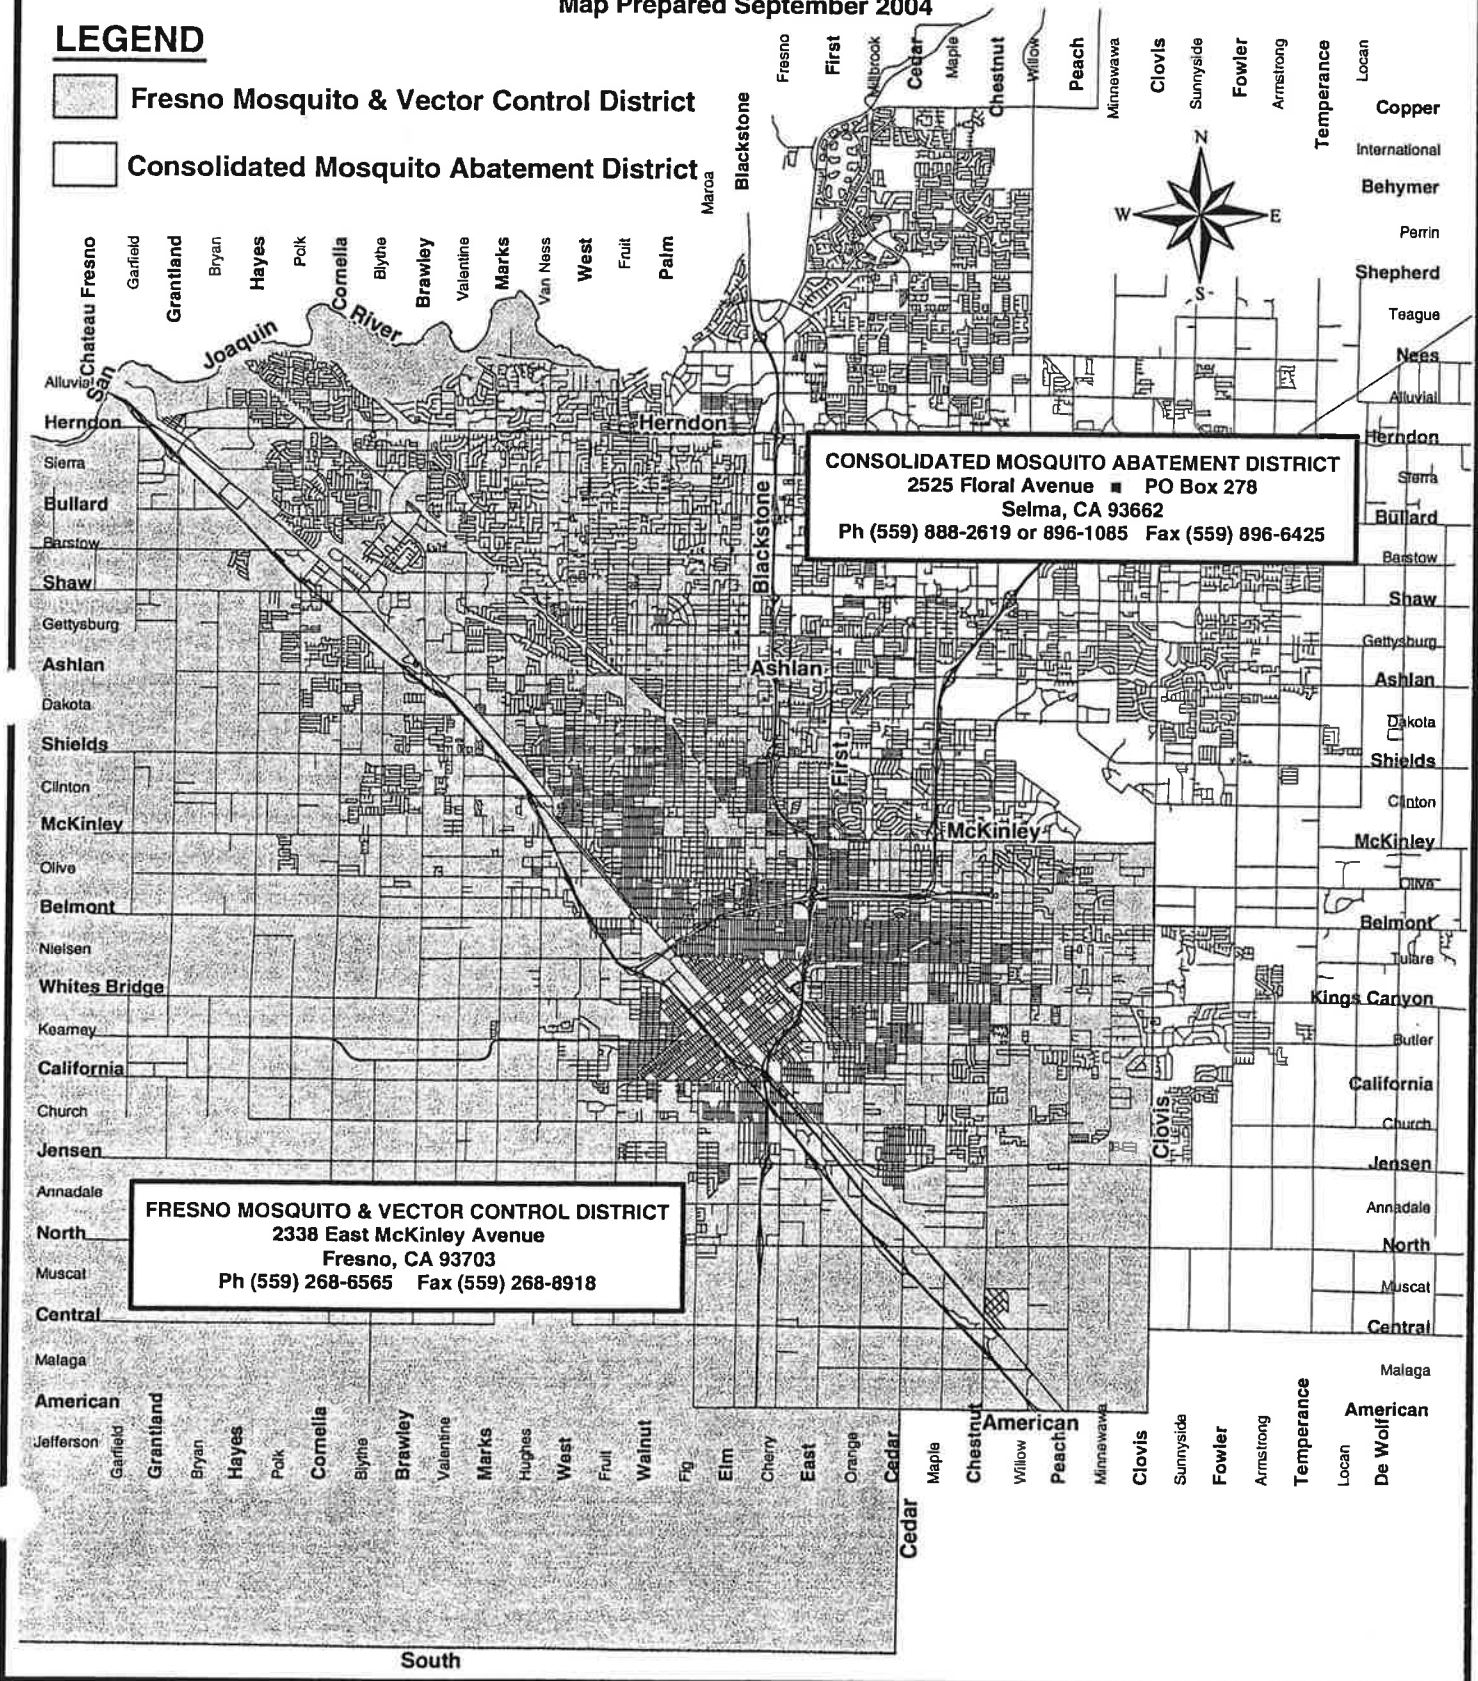 Map Prepared September 2004
LEGEND
Fresno Mosquito & Vector Control District
Consolidated Mosquito Abatement District
Maroa
Blackstone
Fresno
First
Millbrook
Cedar
Maple
Chestnut
Willow
Peach
Minnewawa
Clovis
Sunnyside
Fowler
Armstrong
Temperance
Locan
Copper
International
Behymer
Perrin
Shepherd
Teague
Nees
Alluvial
Herndon
Sierra
Bullard
Barstow
Shaw
Gettysburg
Ashlan
Dakota
Shields
Clinton
McKinley
Olive
Belmont
Tulare
Kings Canyon
Butler
California
Church
Jensen
Annadale
North
Muscat
Central
Malaga
American
N
W
E
S
Chateau Fresno
Garfield
Grantland
Bryan
Hayes
Polk
Cornelia
Blythe
Brawley
Valentine
Marks
Van Ness
West
Fruit
Palm
San
Joaquin
River
Alluvial
Herndon
Sierra
Bullard
Barstow
Shaw
Gettysburg
Ashlan
Dakota
Shields
Clinton
McKinley
Olive
Belmont
Nielsen
Whites Bridge
Kearney
California
Church
Jensen
Annadale
North
Muscat
Central
Malaga
American
Jefferson
Herndon
Blackstone
Ashlan
First
McKinley
Clovis
CONSOLIDATED MOSQUITO ABATEMENT DISTRICT
2525 Floral Avenue ■ PO Box 278
Selma, CA 93662
Ph (559) 888-2619 or 896-1085 Fax (559) 896-6425
FRESNO MOSQUITO & VECTOR CONTROL DISTRICT
2338 East McKinley Avenue
Fresno, CA 93703
Ph (559) 268-6565 Fax (559) 268-8918
American
Garfield
Grantland
Bryan
Hayes
Polk
Cornelia
Blythe
Brawley
Valentine
Marks
Hughes
West
Fruit
Walnut
Fig
Elm
Cherry
East
Orange
Cedar
Maple
Chestnut
Willow
Peach
Minnewawa
Clovis
Sunnyside
Fowler
Armstrong
Temperance
Locan
De Wolf
Cedar
South